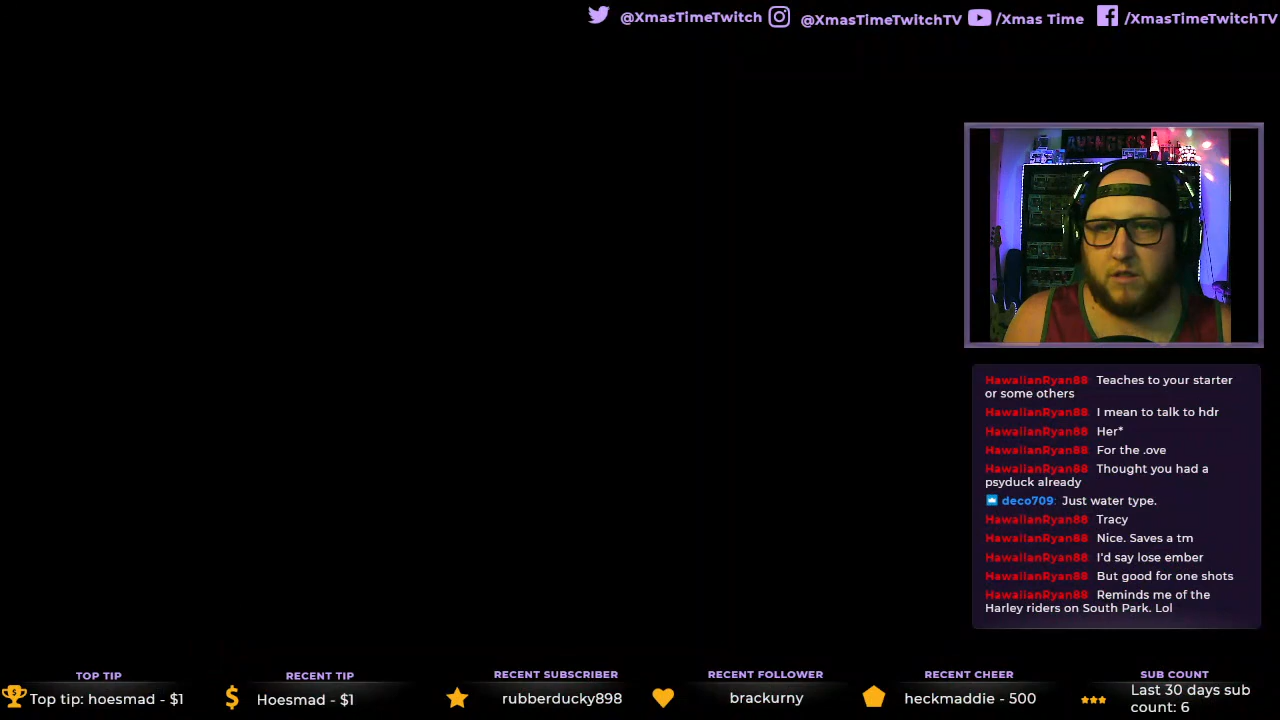 @XmasTimeTwitch @XmasTimeTwitchTV /Xmas Time /XmasTimeTwitchTV
AVENGERS
HawaiianRyan88 Teaches to your starter
or some others
HawaiianRyan88 I mean to talk to hdr
HawaiianRyan88 Her*
HawaiianRyan88 For the .ove
HawaiianRyan88 Thought you had a
psyduck already
deco709: Just water type.
HawaiianRyan88 Tracy
HawaiianRyan88 Nice. Saves a tm
HawaiianRyan88 I'd say lose ember
HawaiianRyan88 But good for one shots
HawaiianRyan88 Reminds me of the
Harley riders on South Park. Lol
TOP TIP
Top tip: hoesmad - $1
RECENT TIP
Hoesmad - $1
RECENT SUBSCRIBER
rubberducky898
RECENT FOLLOWER
brackurny
RECENT CHEER
heckmaddie - 500
SUB COUNT
Last 30 days sub
count: 6